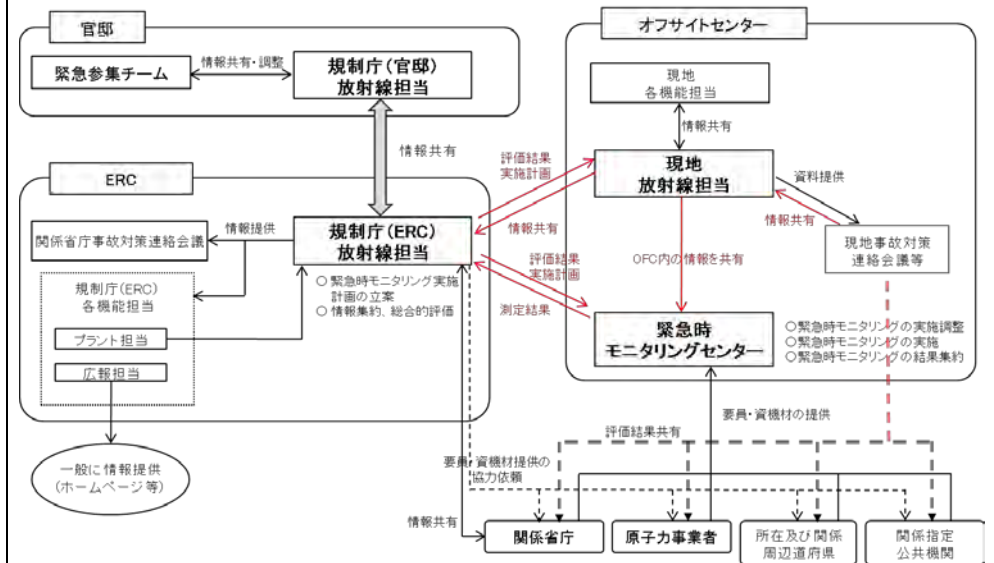 官邸
緊急参集チーム
情報共有・調整
規制庁(官邸)
放射線担当
情報共有
ERC
関係省庁事故対策連絡会議
情報提供
規制庁(ERC)
放射線担当
○ 緊急時モニタリング実施
計画の立案
○ 情報集約、総合的評価
規制庁(ERC)
各機能担当
プラント担当
広報担当
一般に情報提供
(ホームページ等)
評価結果
実施計画
情報共有
評価結果
実施計画
測定結果
オフサイトセンター
現地
各機能担当
情報共有
現地
放射線担当
資料提供
情報共有
現地事故対策
連絡会議等
OFC内の情報を共有
緊急時
モニタリングセンター
○緊急時モニタリングの実施調整
○緊急時モニタリングの実施
○緊急時モニタリングの結果集約
要員・資機材の提供
評価結果共有
要員・資機材提供の
協力依頼
情報共有
関係省庁
原子力事業者
所在及び関係
周辺道府県
関係指定
公共機関